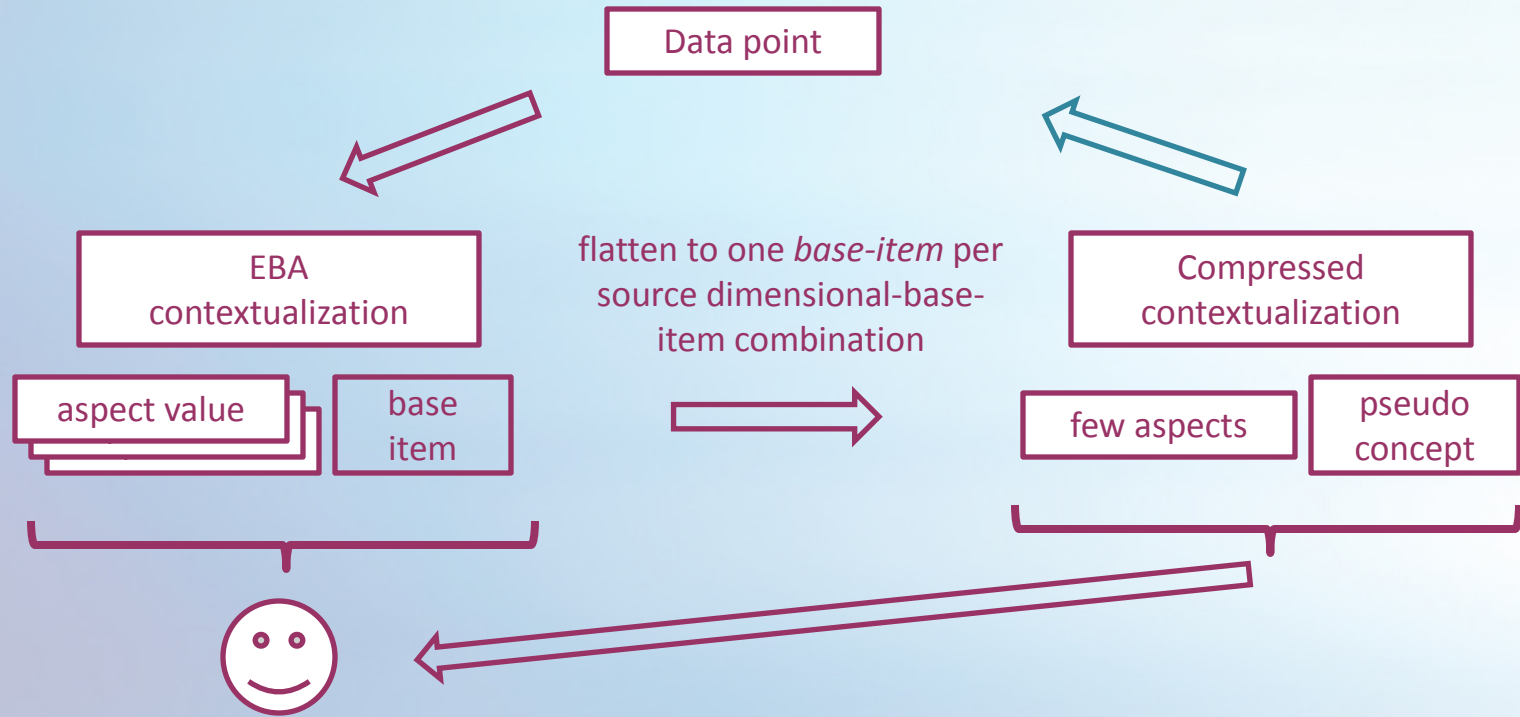 Data point
EBA
contextualization
flatten to one base-item per
source dimensional-base-
item combination
Compressed
contextualization
aspect value
base
item
few aspects
pseudo
concept